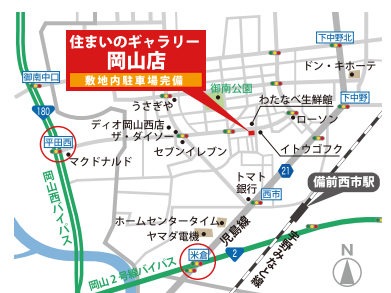 住まいのギャラリー
岡山店
敷地内駐車場完備
下中野北
ドン・キホーテ
御南中口
御南公園
下中野
わたなべ生鮮館
うさぎや
ローソン
180
ディオ岡山西店
ザ・ダイソー
平田西
セブンイレブン
イトウゴフク
マクドナルド
21
トマト
銀行
西市
備前西市駅
岡山西バイパス
ホームセンタータイム
ヤマダ電機
児島線
宇野みなと線
米倉
2
岡山2号線バイパス
N